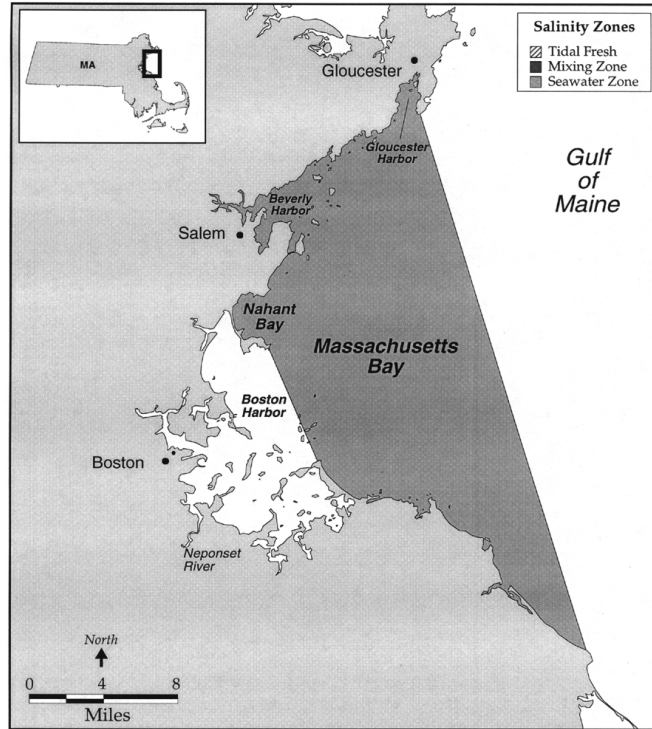 MA
Salinity Zones
Tidal Fresh
Mixing Zone
Seawater Zone
Gloucester
Gloucester
Harbor
Gulf
of
Maine
Beverly
Harbor
Salem
Nahant
Bay
Massachusetts
Bay
Boston
Harbor
Boston
Neponset
River
North
0 4 8
Miles